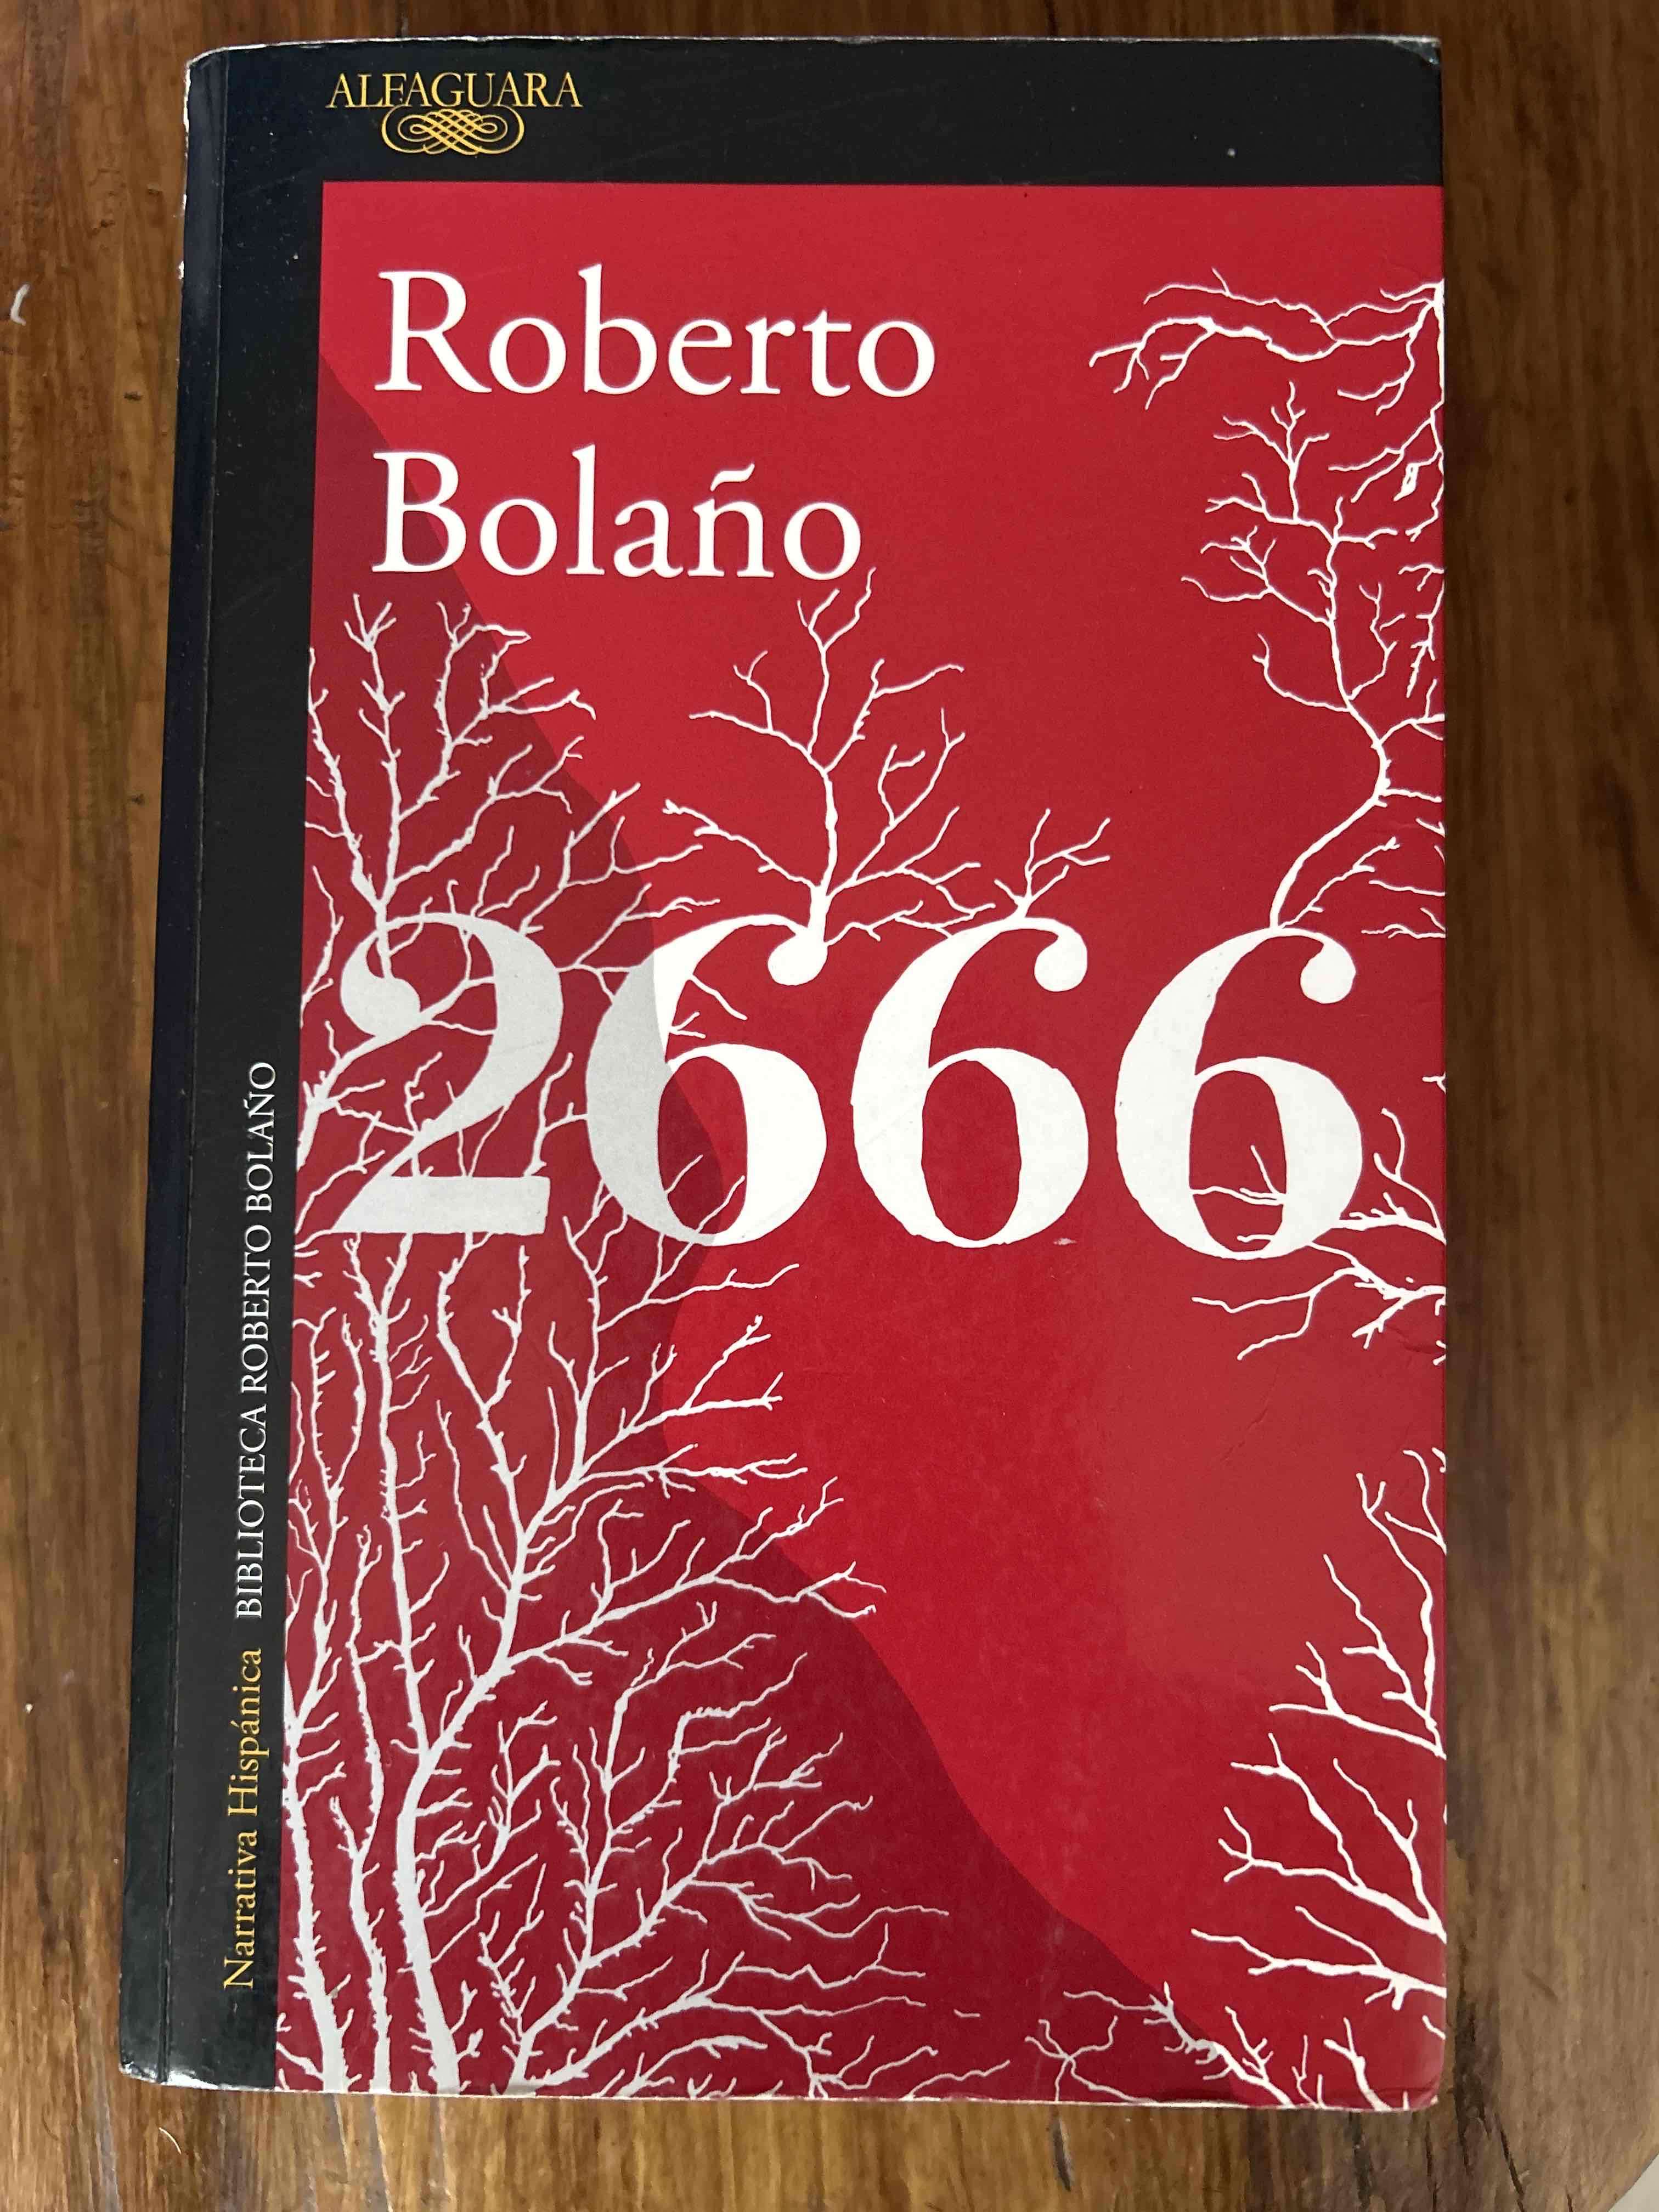 ALFAGUARA
Roberto
Bolaño
2666
Narrativa Hispánica BIBLIOTECA ROBERTO BOLAÑO